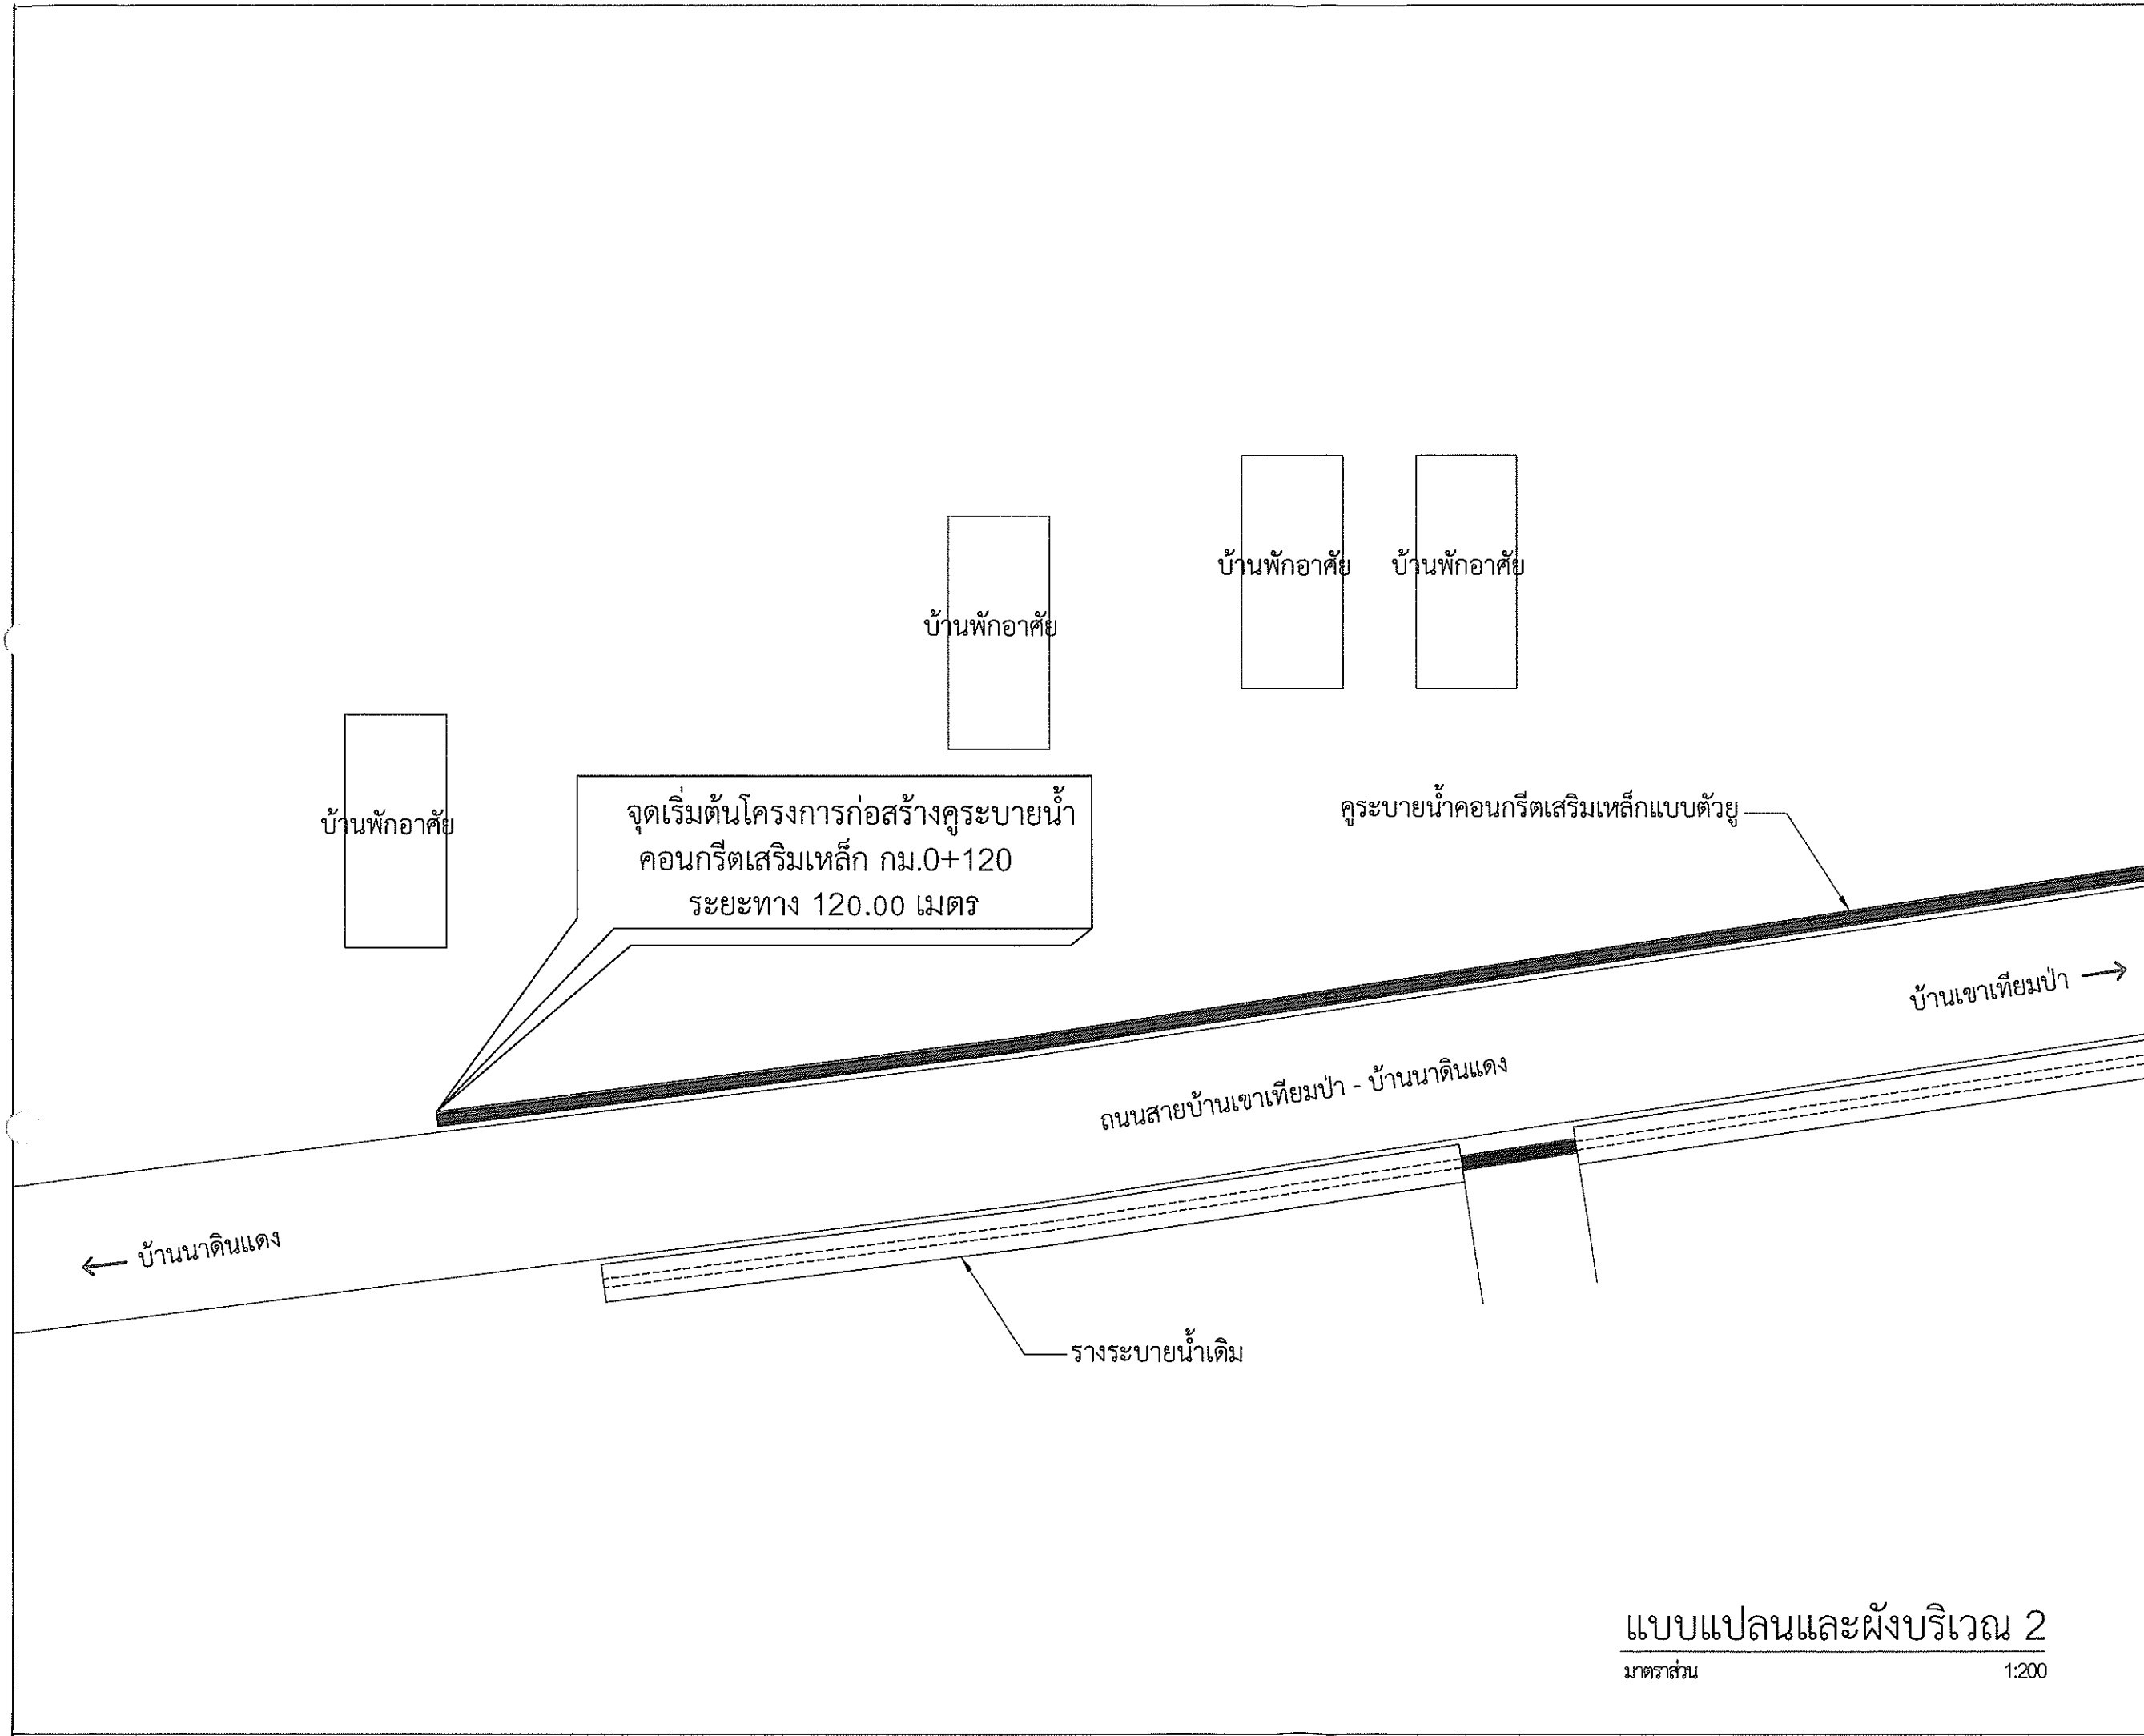 บ้านพักอาศัย
บ้านพักอาศัย
บ้านพักอาศัย
บ้านพักอาศัย
จุดเริ่มต้นโครงการก่อสร้างคูระบายน้ำ
คอนกรีตเสริมเหล็ก กม.0+120
ระยะทาง 120.00 เมตร
คูระบายน้ำคอนกรีตเสริมเหล็กแบบตัวยู
บ้านเขาเทียมป่า
ถนนสายบ้านเขาเทียมป่า - บ้านนาดินแดง
บ้านนาดินแดง
รางระบายน้ำเดิม
แบบแปลนและผังบริเวณ 2
มาตราส่วน 1:200